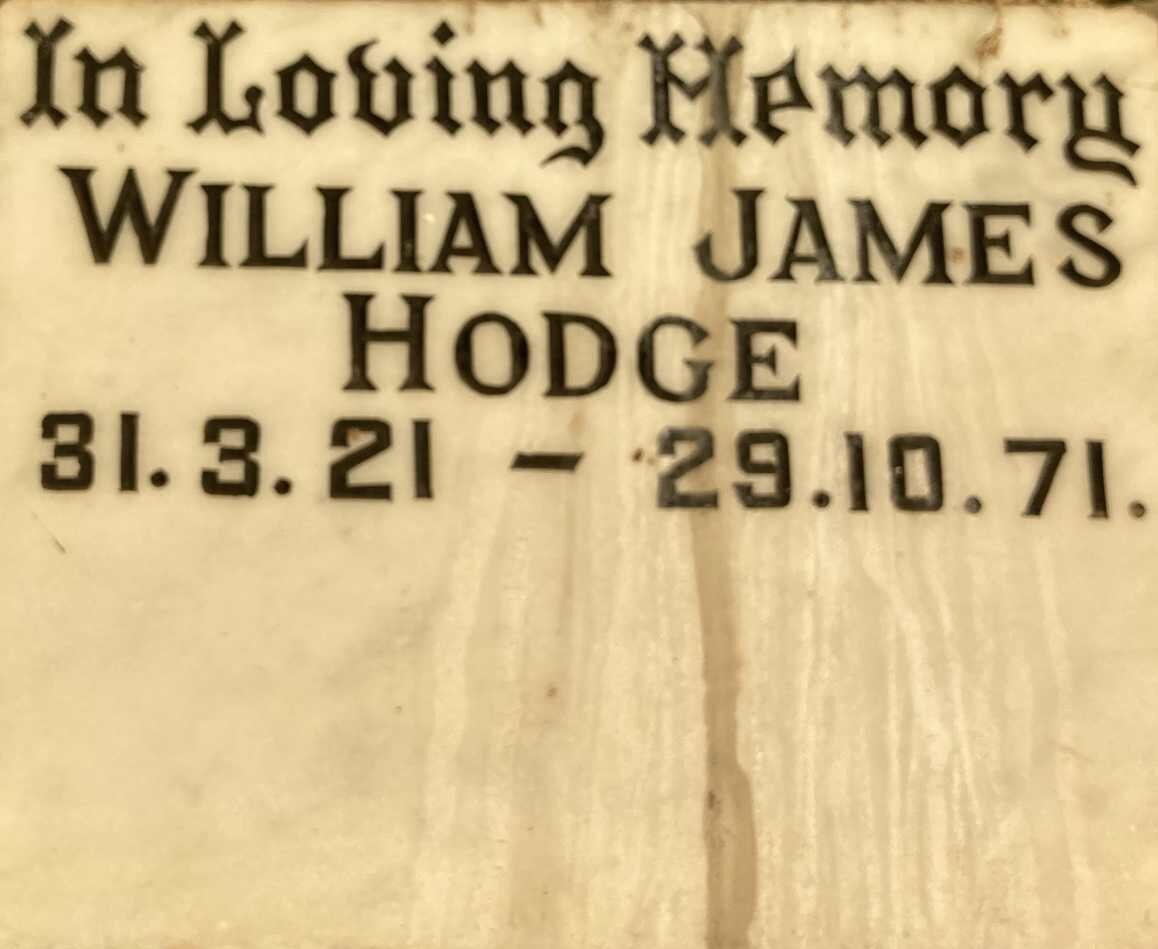 In Loving Memory
WILLIAM JAMES
HODGE
31.3.21 - 29.10.71.